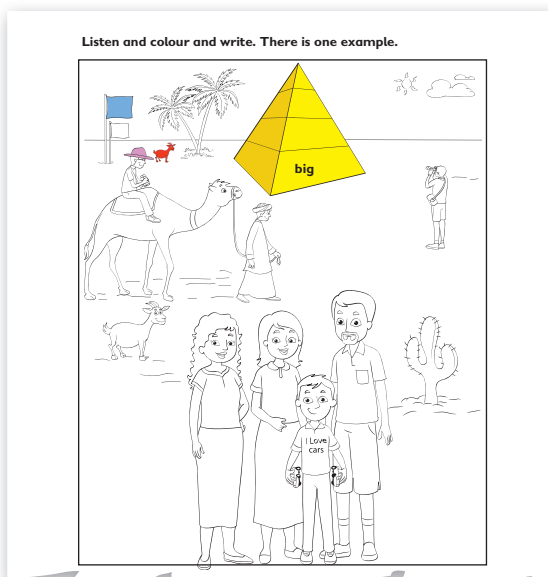 Listen and colour and write. There is one example.
big
I Love
cars